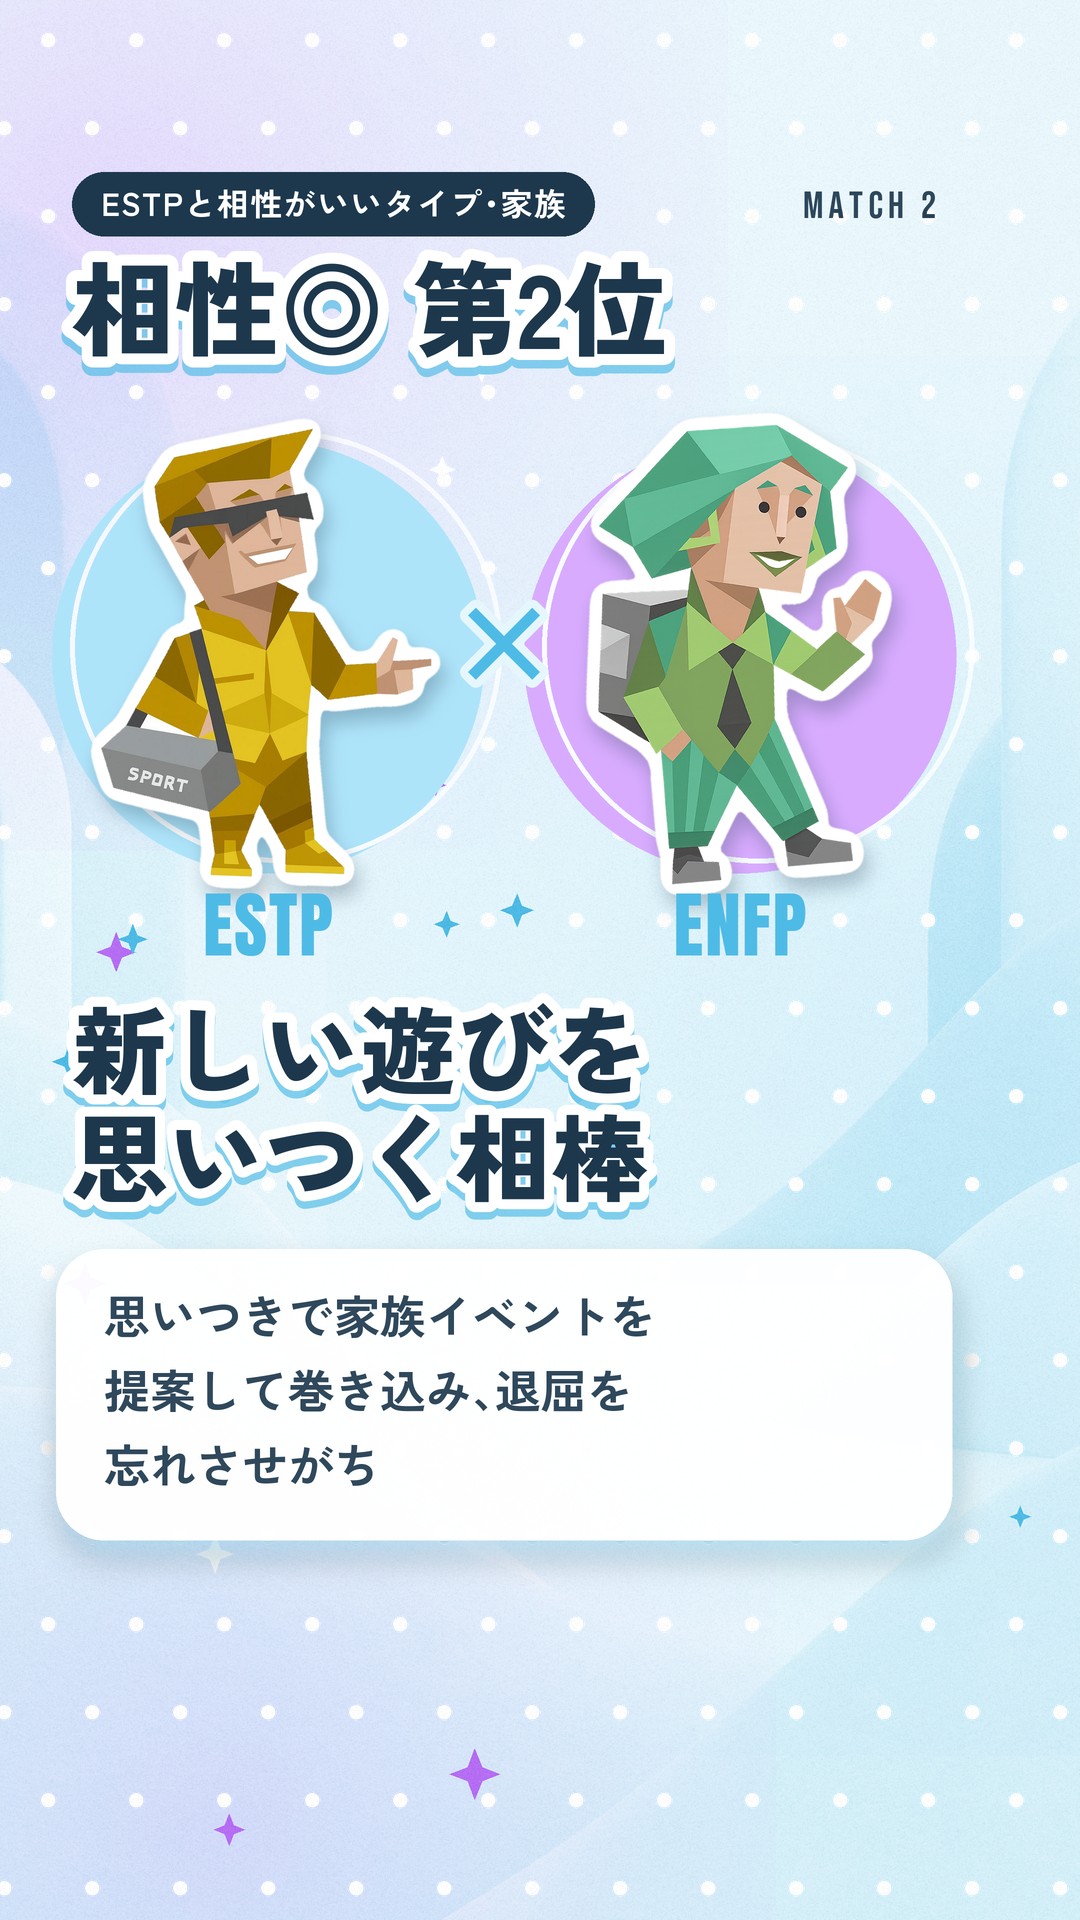 ESTPと相性がいいタイプ・家族
MATCH 2
相性◎ 第2位
SPORT
×
ESTP
ENFP
新しい遊びを
思いつく相棒
思いつきで家族イベントを
提案して巻き込み、退屈を
忘れさせがち